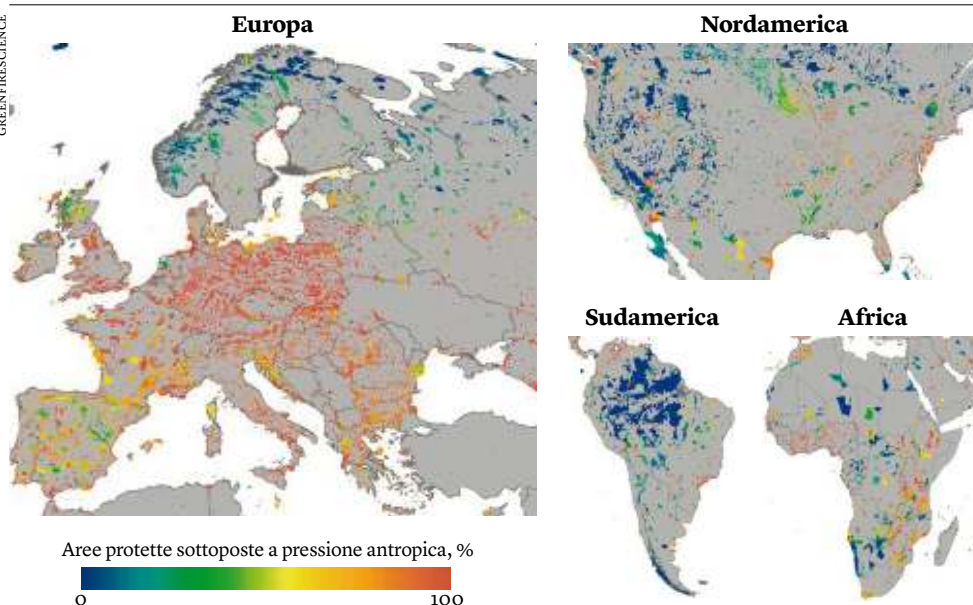 GREENFIRESCIENCE
Europa
Nordamerica
Sudamerica
Africa
Aree protette sottoposte a pressione antropica, %
0
100